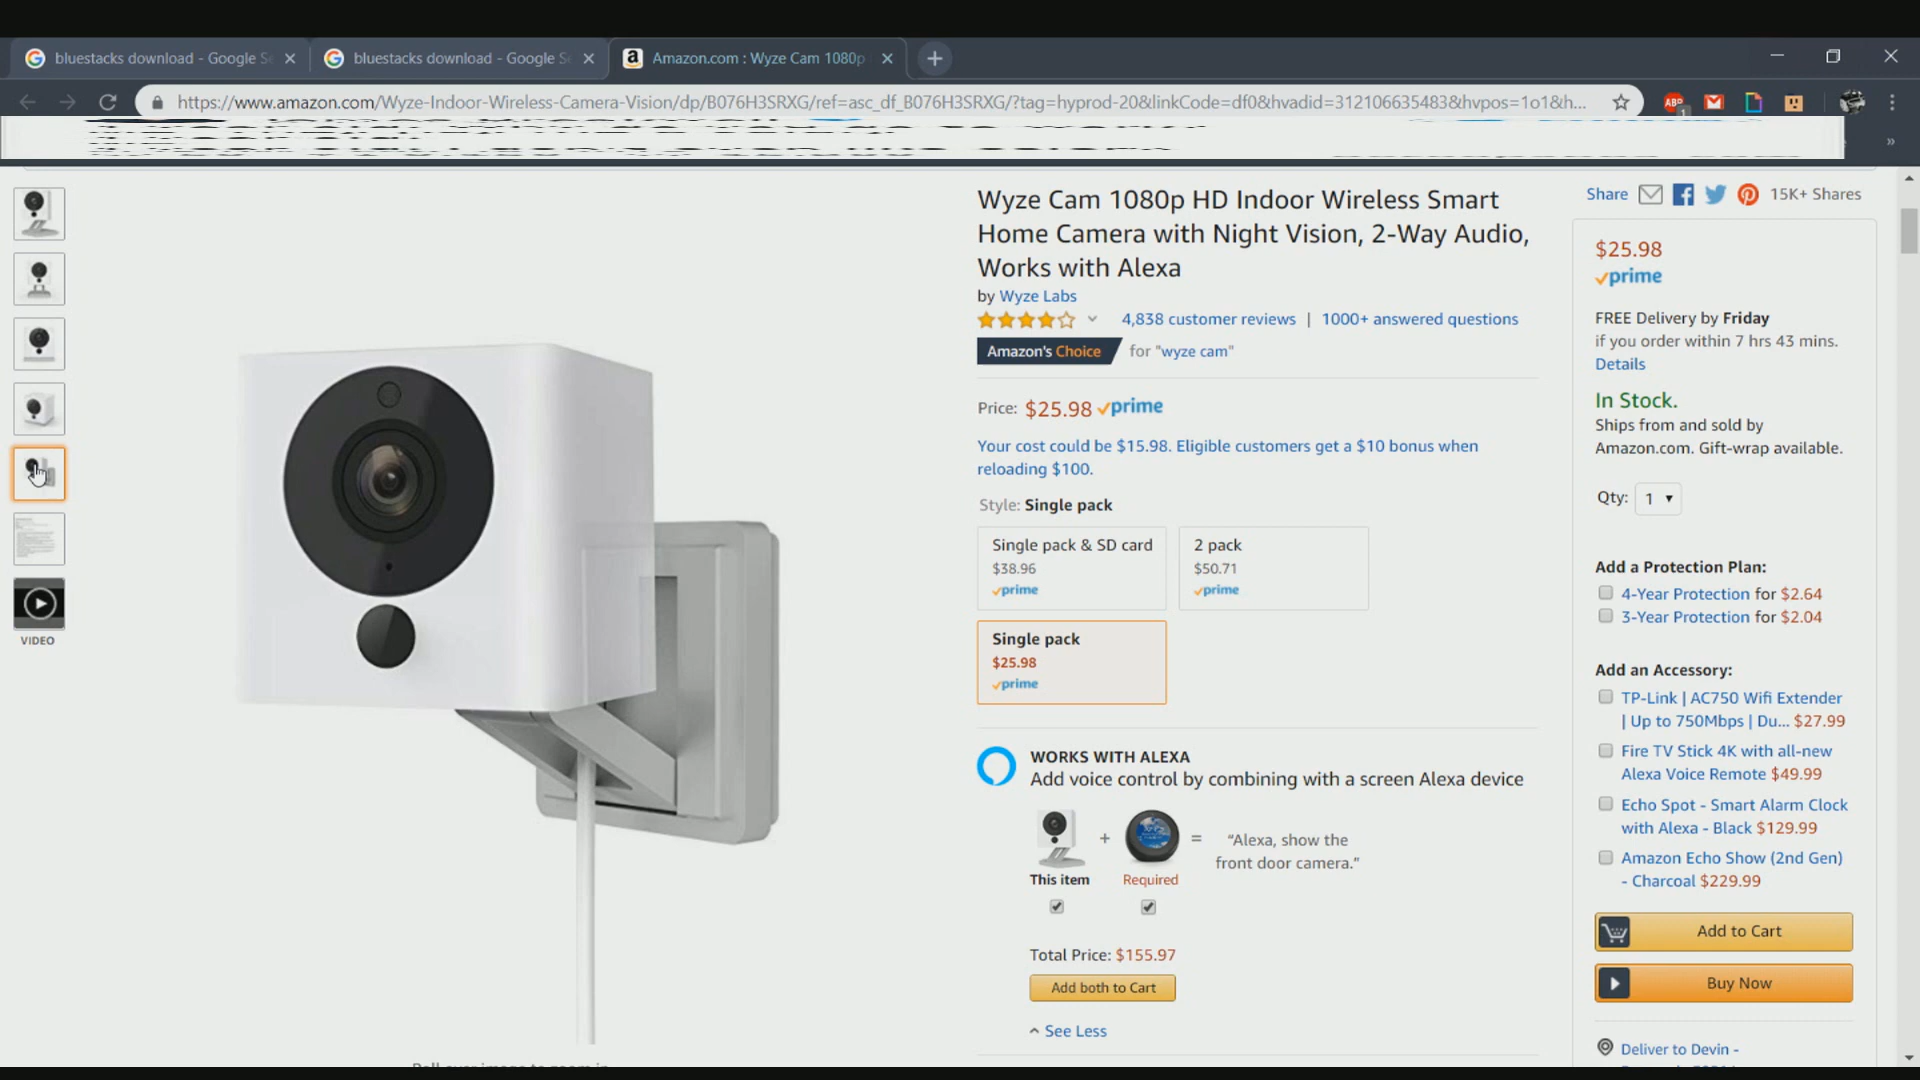 bluestacks download - Google Se
bluestacks download - Google Se
Amazon.com : Wyze Cam 1080p
https://www.amazon.com/Wyze-Indoor-Wireless-Camera-Vision/dp/B076H3SRXG/ref=asc_df_B076H3SRXG/?tag=hyprod-20&linkCode=df0&hvadid=312106635483&hvpos=1o1&h...
ABP
1
Wyze Cam 1080p HD Indoor Wireless Smart
Home Camera with Night Vision, 2-Way Audio,
Works with Alexa
by Wyze Labs
4,838 customer reviews | 1000+ answered questions
Amazon's Choice for "wyze cam"
Price: $25.98 prime
Your cost could be $15.98. Eligible customers get a $10 bonus when
reloading $100.
Style: Single pack
Single pack & SD card
$38.96
prime
2 pack
$50.71
prime
Single pack
$25.98
prime
WORKS WITH ALEXA
Add voice control by combining with a screen Alexa device
+
=
“Alexa, show the
front door camera.”
This item
Required
Total Price: $155.97
Add both to Cart
See Less
VIDEO
Share
15K+ Shares
$25.98
prime
FREE Delivery by Friday
if you order within 7 hrs 43 mins.
Details
In Stock.
Ships from and sold by
Amazon.com. Gift-wrap available.
Qty: 1
Add a Protection Plan:
4-Year Protection for $2.64
3-Year Protection for $2.04
Add an Accessory:
TP-Link | AC750 Wifi Extender
| Up to 750Mbps | Du... $27.99
Fire TV Stick 4K with all-new
Alexa Voice Remote $49.99
Echo Spot - Smart Alarm Clock
with Alexa - Black $129.99
Amazon Echo Show (2nd Gen)
- Charcoal $229.99
Add to Cart
Buy Now
Deliver to Devin -